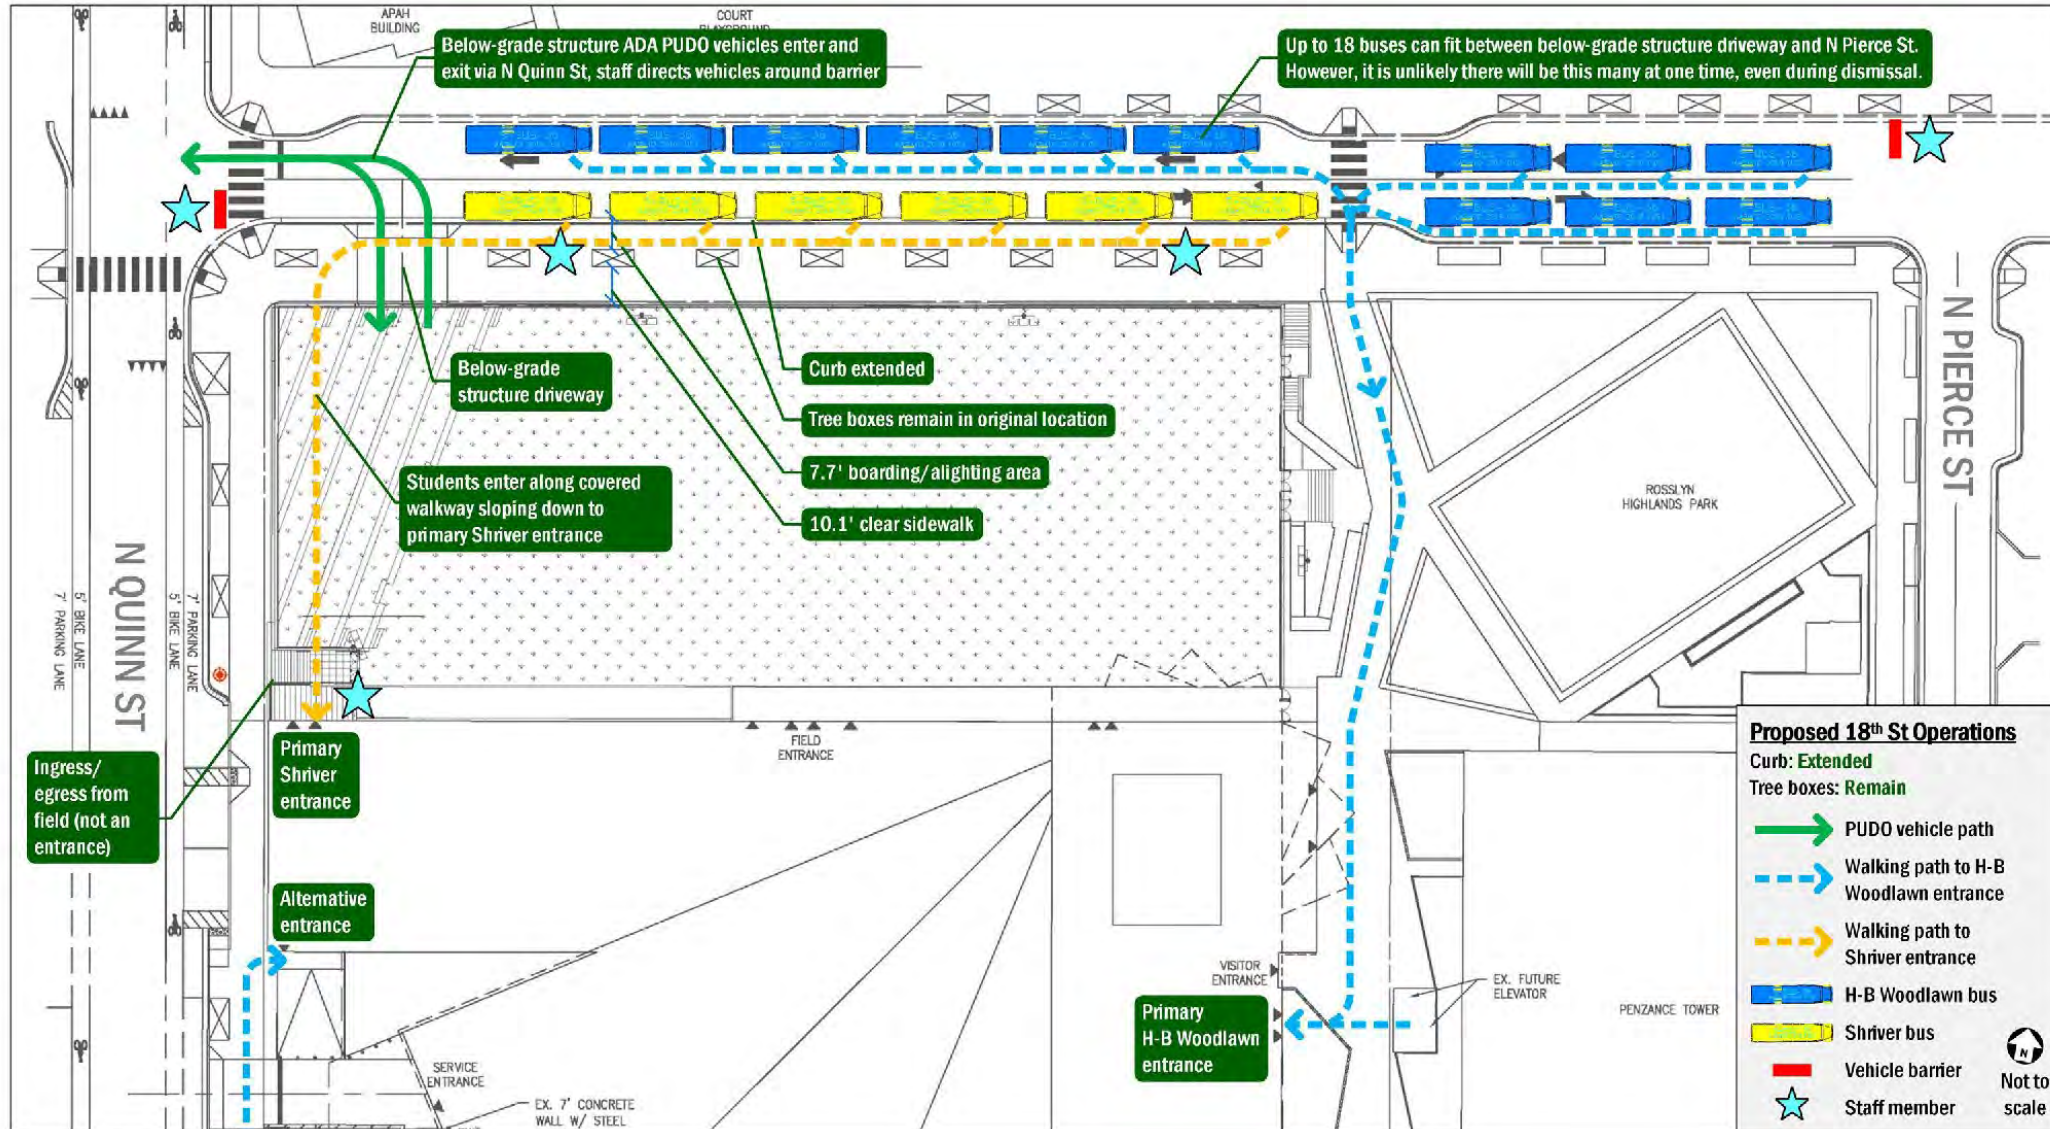 APAH
BUILDING
COURT
Below-grade structure ADA PUDO vehicles enter and
exit via N Quinn St, staff directs vehicles around barrier
Up to 18 buses can fit between below-grade structure driveway and N Pierce St.
However, it is unlikely there will be this many at one time, even during dismissal.
Below-grade
structure driveway
Curb extended
Tree boxes remain in original location
7.7' boarding/alighting area
10.1' clear sidewalk
Students enter along covered
walkway sloping down to
primary Shriver entrance
ROSSLYN
HIGHLANDS PARK
N PIERCE ST
N QUINN ST
7' PARKING LANE
5' BIKE LANE
5' BIKE LANE
7' PARKING LANE
Ingress/
egress from
field (not an
entrance)
Primary
Shriver
entrance
FIELD
ENTRANCE
Alternative
entrance
VISITOR
ENTRANCE
Primary
H-B Woodlawn
entrance
EX. FUTURE
ELEVATOR
PENZANCE TOWER
SERVICE
ENTRANCE
EX. 7' CONCRETE
WALL W/ STEEL
Proposed 18th St Operations
Curb: Extended
Tree boxes: Remain
PUDO vehicle path
Walking path to H-B
Woodlawn entrance
Walking path to
Shriver entrance
H-B Woodlawn bus
Shriver bus
Vehicle barrier
Staff member
N
Not to
scale